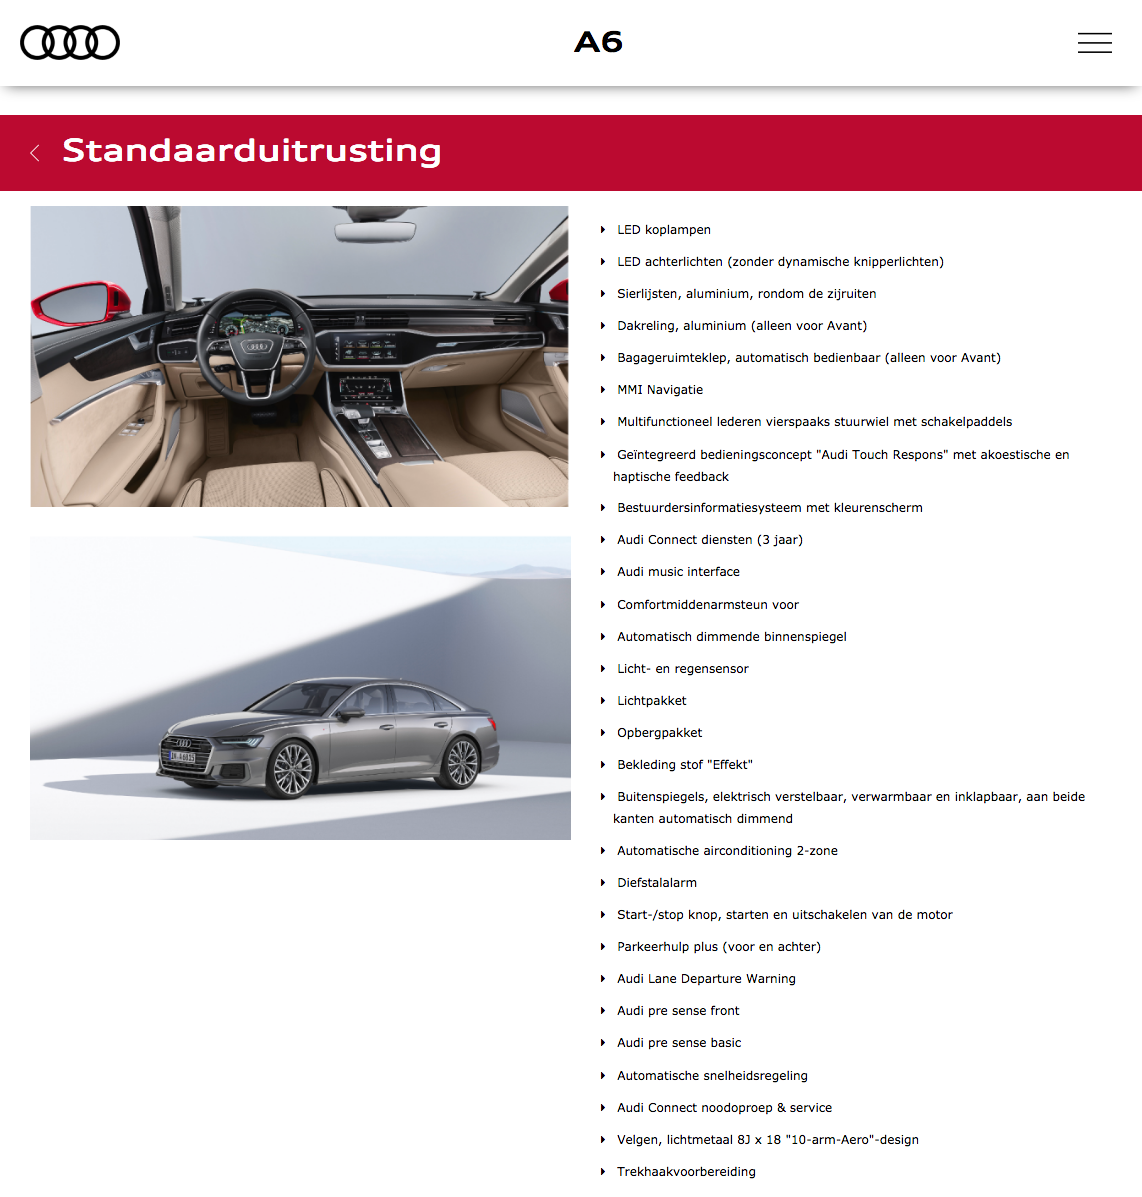 A6
Standaarduitrusting
LED koplampen
LED achterlichten (zonder dynamische knipperlichten)
Sierlijsten, aluminium, rondom de zijruiten
Dakreling, aluminium (alleen voor Avant)
Bagageruimteklep, automatisch bedienbaar (alleen voor Avant)
MMI Navigatie
Multifunctioneel lederen vierspaaks stuurwiel met schakelpaddels
Geïntegreerd bedieningsconcept "Audi Touch Respons" met akoestische en
haptische feedback
Bestuurdersinformatiesysteem met kleurenscherm
Audi Connect diensten (3 jaar)
Audi music interface
Comfortmiddenarmsteun voor
Automatisch dimmende binnenspiegel
Licht- en regensensor
Lichtpakket
Opbergpakket
Bekleding stof "Effekt"
Buitenspiegels, elektrisch verstelbaar, verwarmbaar en inklapbaar, aan beide
kanten automatisch dimmend
Automatische airconditioning 2-zone
Diefstalalarm
Start-/stop knop, starten en uitschakelen van de motor
Parkeerhulp plus (voor en achter)
Audi Lane Departure Warning
Audi pre sense front
Audi pre sense basic
Automatische snelheidsregeling
Audi Connect noodoproep & service
Velgen, lichtmetaal 8J x 18 "10-arm-Aero"-design
Trekhaakvoorbereiding